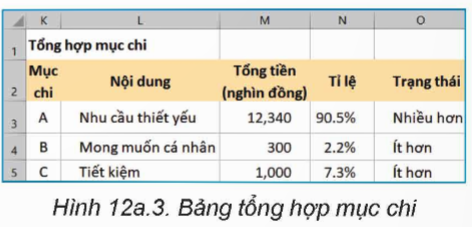 K L M N O
1 Tổng hợp mục chi
2 Mục chi Nội dung Tổng tiền (nghìn đồng) Tỉ lệ Trạng thái
3 A Nhu cầu thiết yếu 12,340 90.5% Nhiều hơn
4 B Mong muốn cá nhân 300 2.2% Ít hơn
5 C Tiết kiệm 1,000 7.3% Ít hơn
Hình 12a.3. Bảng tổng hợp mục chi